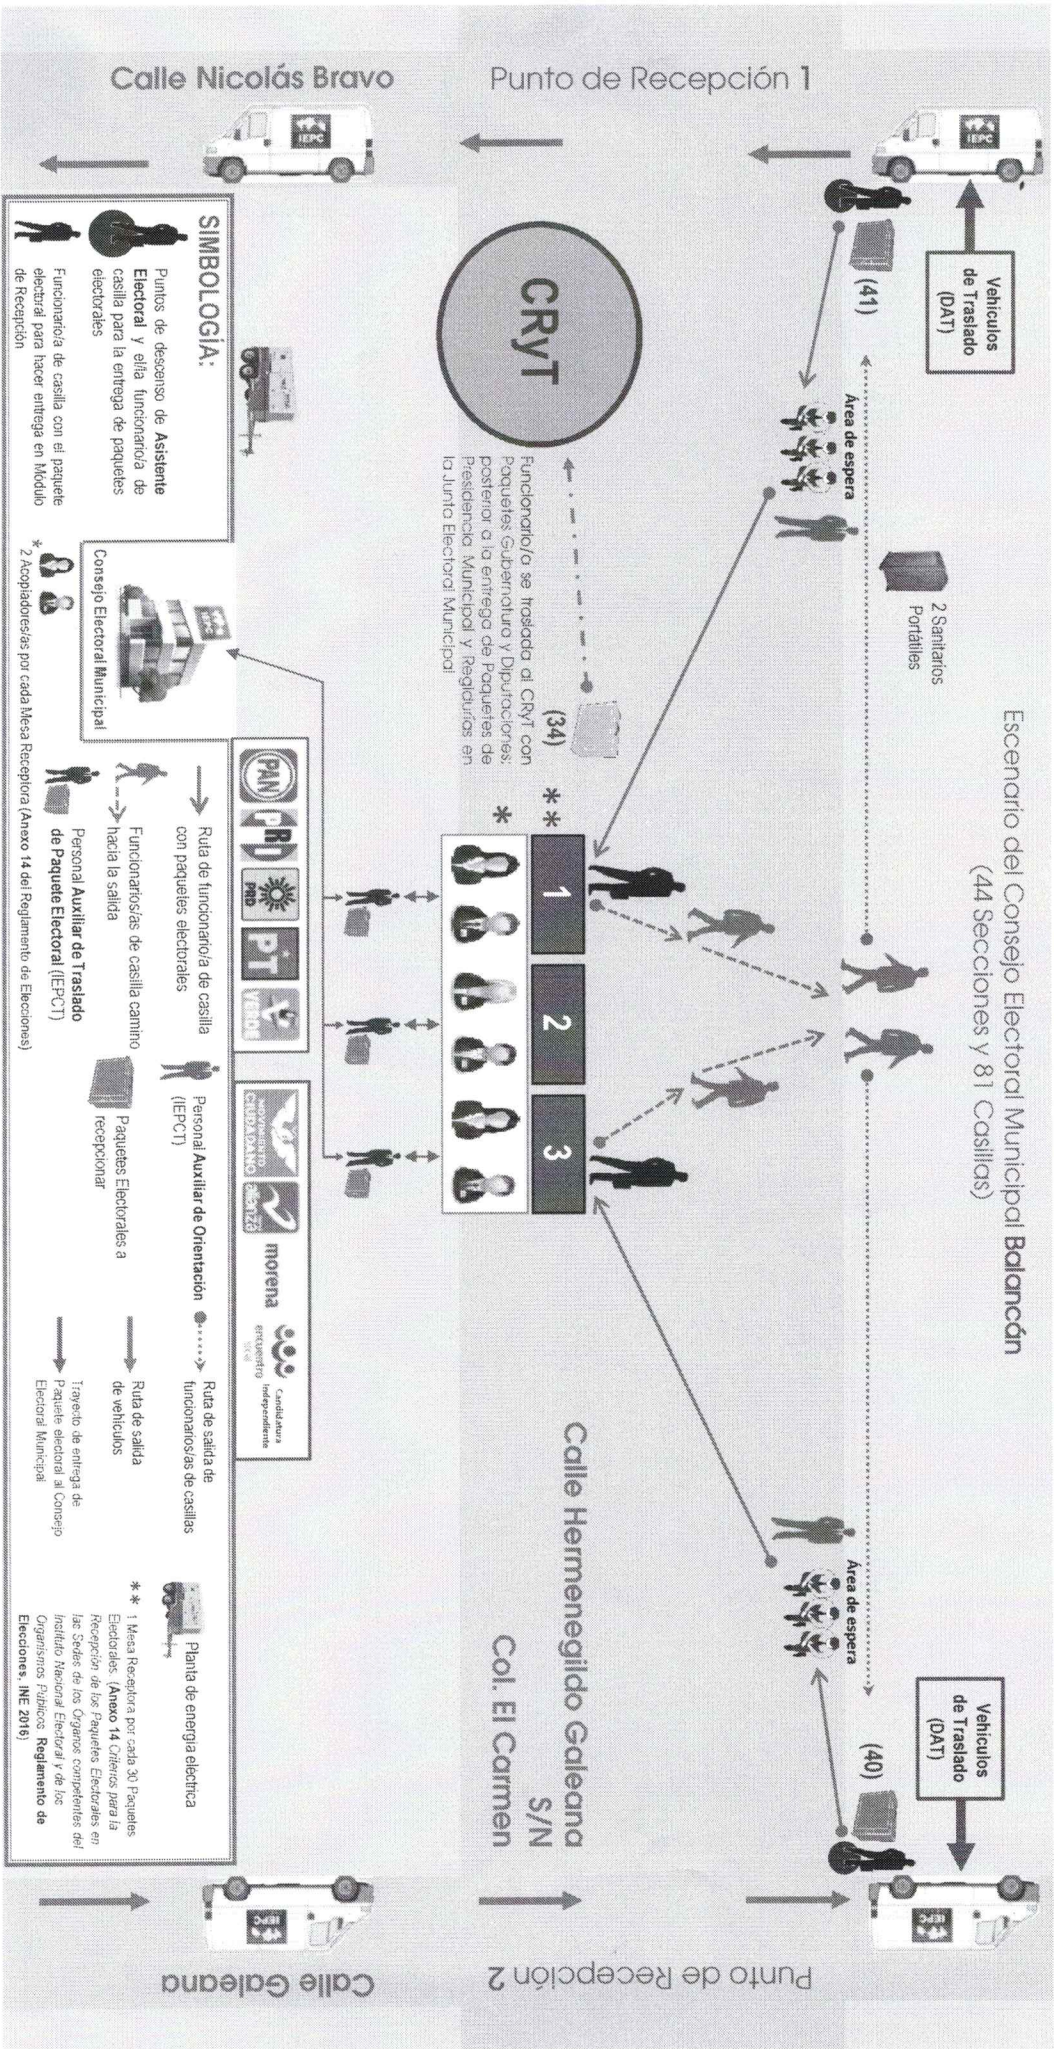 Escenario del Consejo Electoral Municipal Balancán
(44 Secciones y 81 Casillas)
Punto de Recepción 1
Calle Nicolás Bravo
Vehículos
de Traslado
(DAT)
IEPC
IEPC
(41)
Área de espera
2 Sanitarios
Portátiles
CRyT
Funcionario/a se traslada al CRyT con
Paquetes Gubernatura y Diputaciones;
posterior a la entrega de Paquetes de
Presidencia Municipal y Regidurías en
la Junta Electoral Municipal
(34)
**
*
1
2
3
Vehículos
de Traslado
(DAT)
IEPC
IEPC
(40)
Área de espera
Punto de Recepción 2
Calle Galeana
Calle Hermenegildo Galeana
S/N
Col. El Carmen
Consejo Electoral Municipal
PAN
PRI
PRD
PT
VERDE
MOVIMIENTO
CIUDADANO
alianza
morena
encuentro
social
Candidatura
Independiente
SIMBOLOGÍA:
Puntos de descenso de Asistente
Electoral y el/la funcionario/a de
casilla para la entrega de paquetes
electorales
Funcionario/a de casilla con el paquete
electoral para hacer entrega en Módulo
de Recepción
*
2 Acopiadores/as por cada Mesa Receptora (Anexo 14 del Reglamento de Elecciones)
Ruta de funcionario/a de casilla
con paquetes electorales
Funcionarios/as de casilla camino
hacia la salida
Personal Auxiliar de Traslado
de Paquete Electoral (IEPCT)
Personal Auxiliar de Orientación
(IEPCT)
Paquetes Electorales a
recepcionar
Ruta de salida de
funcionarios/as de casillas
Ruta de salida
de vehículos
Trayecto de entrega de
Paquete electoral al Consejo
Electoral Municipal
Planta de energía eléctrica
** 1 Mesa Receptora por cada 30 Paquetes
Electorales. (Anexo 14 Criterios para la
Recepción de los Paquetes Electorales en
las Sedes de los Órganos competentes del
Instituto Nacional Electoral y de los
Organismos Públicos. Reglamento de
Elecciones, INE 2016)